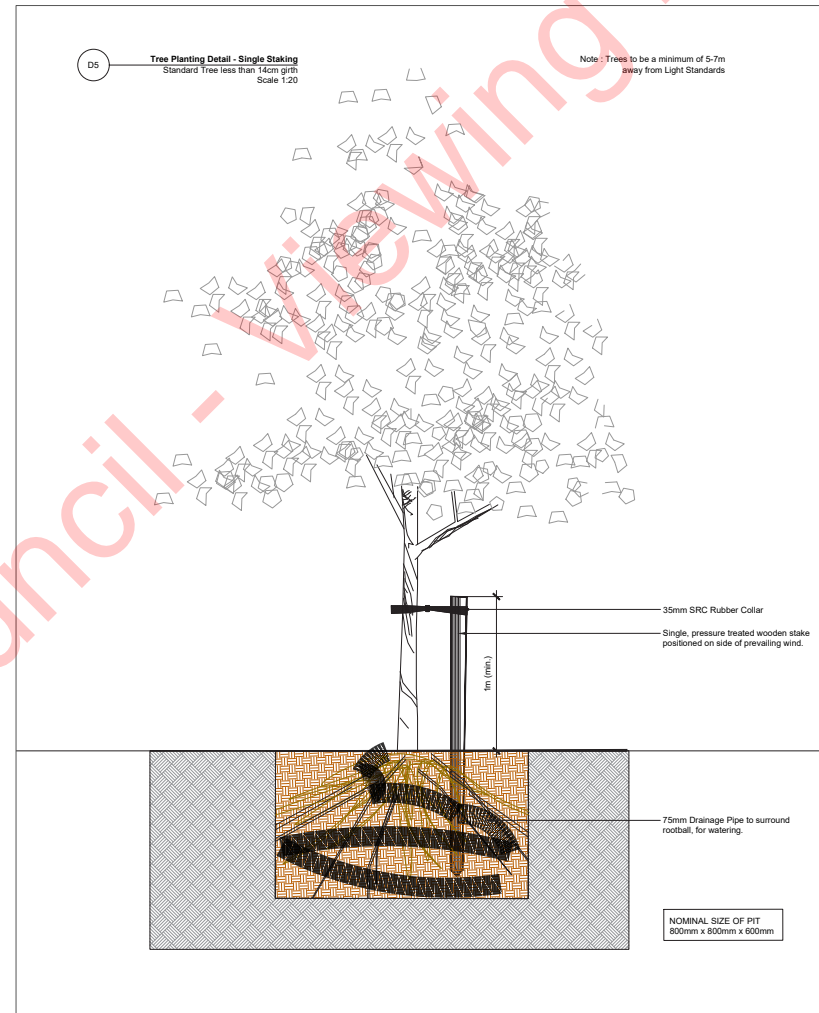 D5
Tree Planting Detail - Single Staking
Standard Tree less than 14cm girth
Scale 1:20
Note : Trees to be a minimum of 5-7m
away from Light Standards
35mm SRC Rubber Collar
Single, pressure treated wooden stake
positioned on side of prevailing wind.
1m (min.)
75mm Drainage Pipe to surround
rootball, for watering.
NOMINAL SIZE OF PIT
800mm x 800mm x 600mm
ncil - Viewing